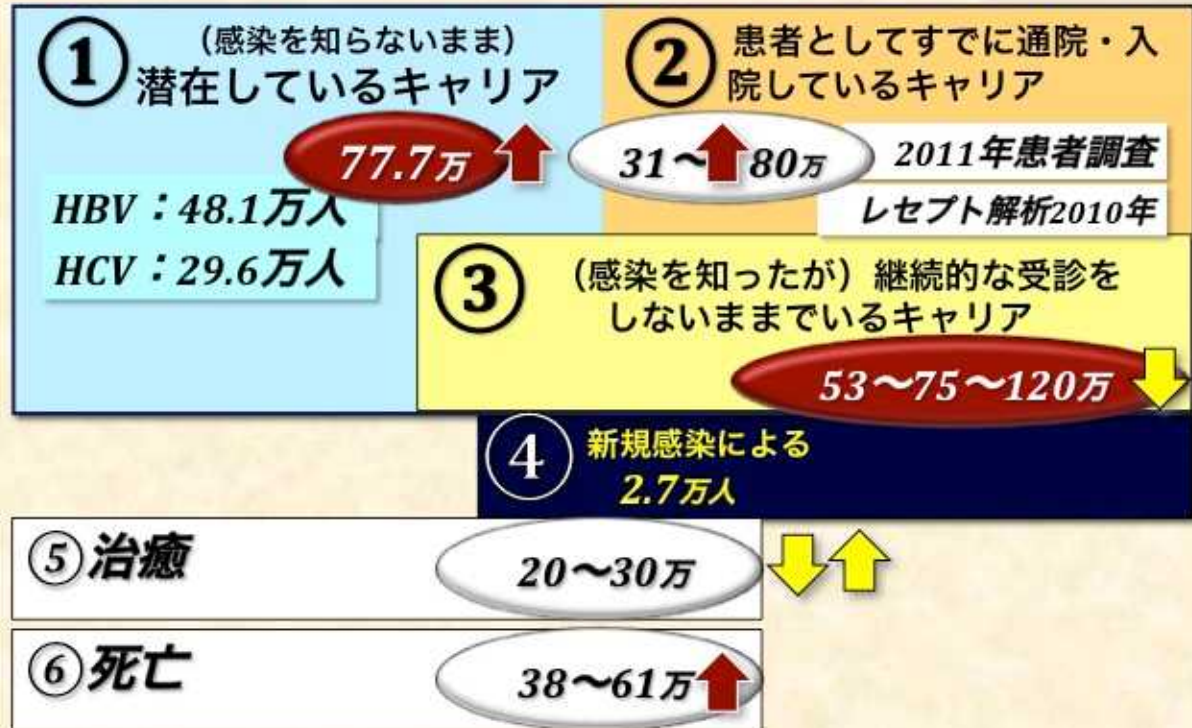 ① （感染を知らないまま）
潜在しているキャリア
77.7万
HBV：48.1万人
HCV：29.6万人
② 患者としてすでに通院・入
院しているキャリア
31〜80万
2011年患者調査
レセプト解析2010年
③ （感染を知ったが）継続的な受診を
しないままでいるキャリア
53〜75〜120万
④ 新規感染による
2.7万人
⑤治癒
20〜30万
⑥死亡
38〜61万